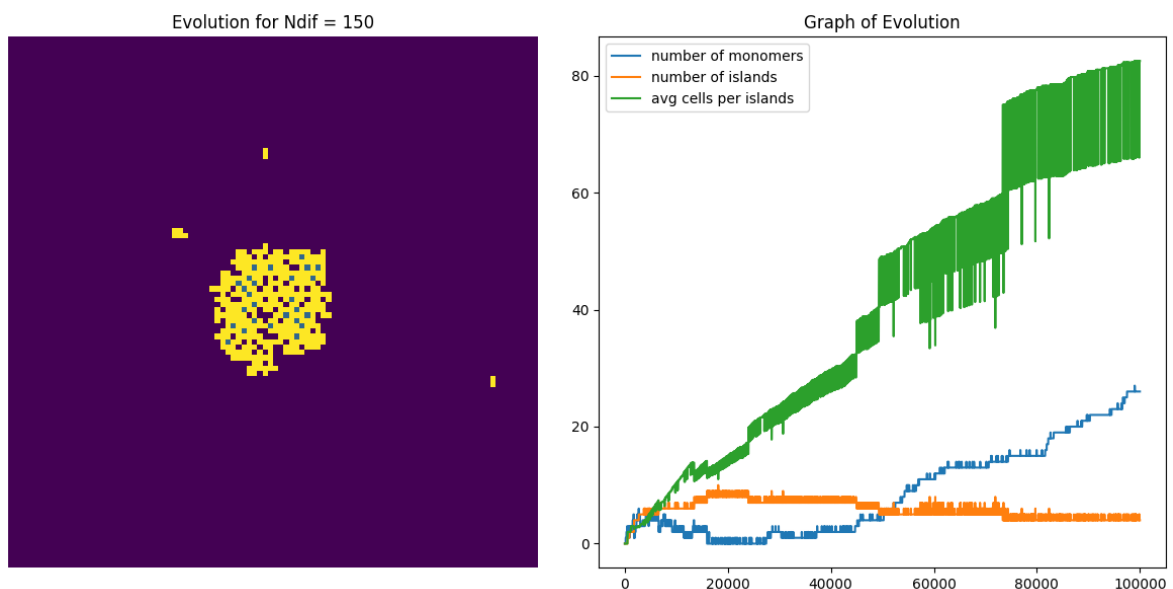 Evolution for Ndif = 150
Graph of Evolution
number of monomers
number of islands
avg cells per islands
80
60
40
20
0
0 20000 40000 60000 80000 100000